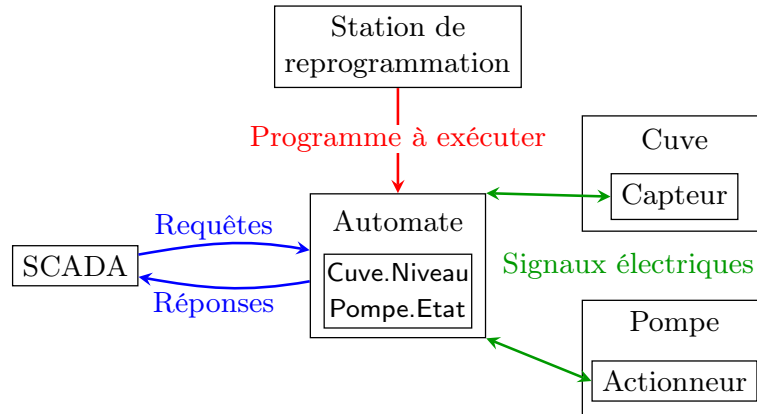 Station de
reprogrammation
Programme à exécuter
Cuve
Capteur
Automate
Cuve.Niveau
Pompe.Etat
Requêtes
SCADA
Réponses
Signaux électriques
Pompe
Actionneur